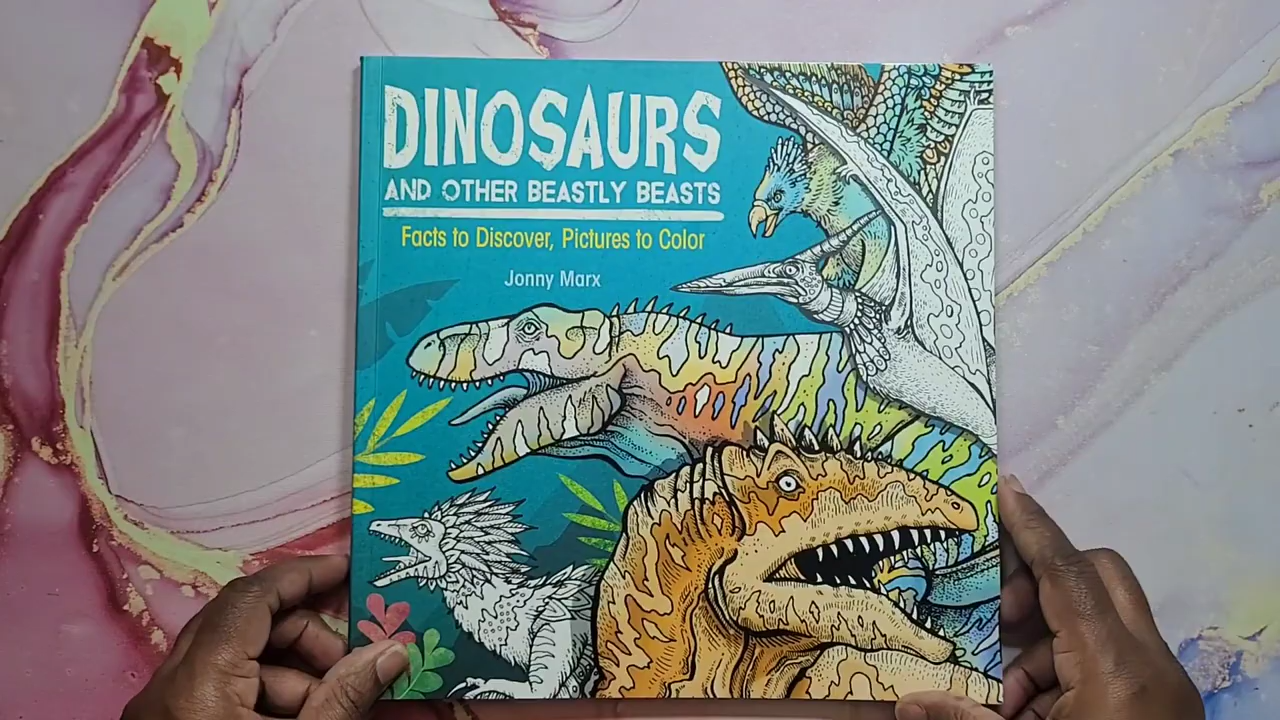 DINOSAURS
AND OTHER BEASTLY BEASTS
Facts to Discover, Pictures to Color
Jonny Marx